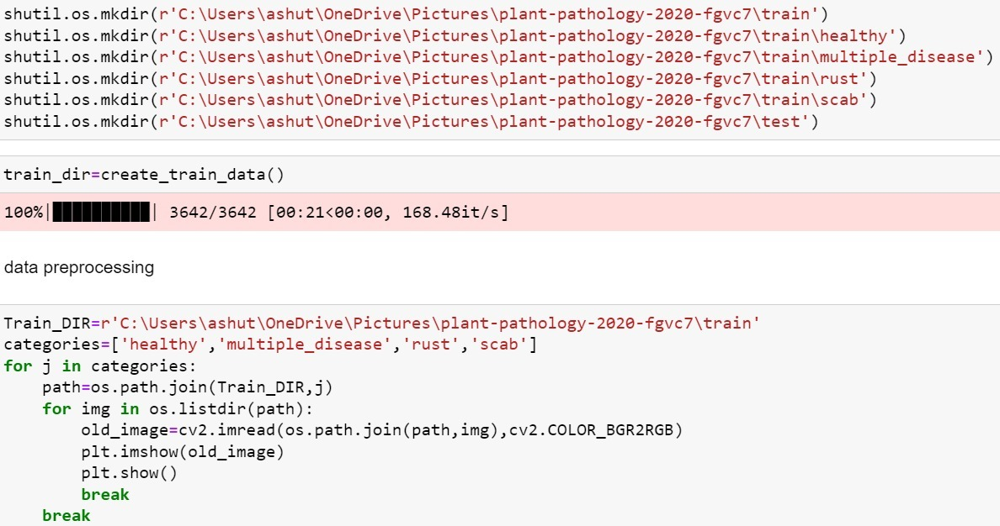 shutil.os.mkdir(r'C:\Users\ashut\OneDrive\Pictures\plant-pathology-2020-fgvc7\train')
shutil.os.mkdir(r'C:\Users\ashut\OneDrive\Pictures\plant-pathology-2020-fgvc7\train\healthy')
shutil.os.mkdir(r'C:\Users\ashut\OneDrive\Pictures\plant-pathology-2020-fgvc7\train\multiple_disease')
shutil.os.mkdir(r'C:\Users\ashut\OneDrive\Pictures\plant-pathology-2020-fgvc7\train\rust')
shutil.os.mkdir(r'C:\Users\ashut\OneDrive\Pictures\plant-pathology-2020-fgvc7\train\scab')
shutil.os.mkdir(r'C:\Users\ashut\OneDrive\Pictures\plant-pathology-2020-fgvc7\test')
train_dir=create_train_data()
100%|██████████| 3642/3642 [00:21<00:00, 168.48it/s]
data preprocessing
Train_DIR=r'C:\Users\ashut\OneDrive\Pictures\plant-pathology-2020-fgvc7\train'
categories=['healthy','multiple_disease','rust','scab']
for j in categories:
    path=os.path.join(Train_DIR,j)
    for img in os.listdir(path):
        old_image=cv2.imread(os.path.join(path,img),cv2.COLOR_BGR2RGB)
        plt.imshow(old_image)
        plt.show()
        break
    break